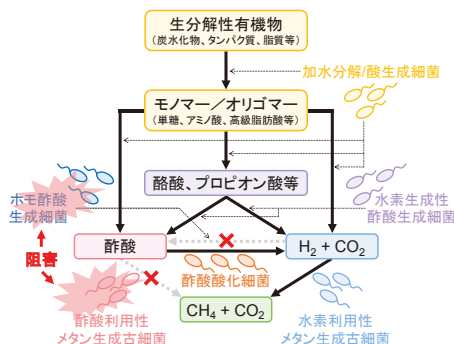 生分解性有機物
(炭水化物、タンパク質、脂質等)
加水分解/酸生成細菌
モノマー／オリゴマー
(単糖、アミノ酸、高級脂肪酸等)
酪酸、プロピオン酸等
ホモ酢酸
生成細菌
水素生成性
酢酸生成細菌
阻害
酢酸
H₂ + CO₂
酢酸酸化細菌
CH₄ + CO₂
酢酸利用性
メタン生成古細菌
水素利用性
メタン生成古細菌